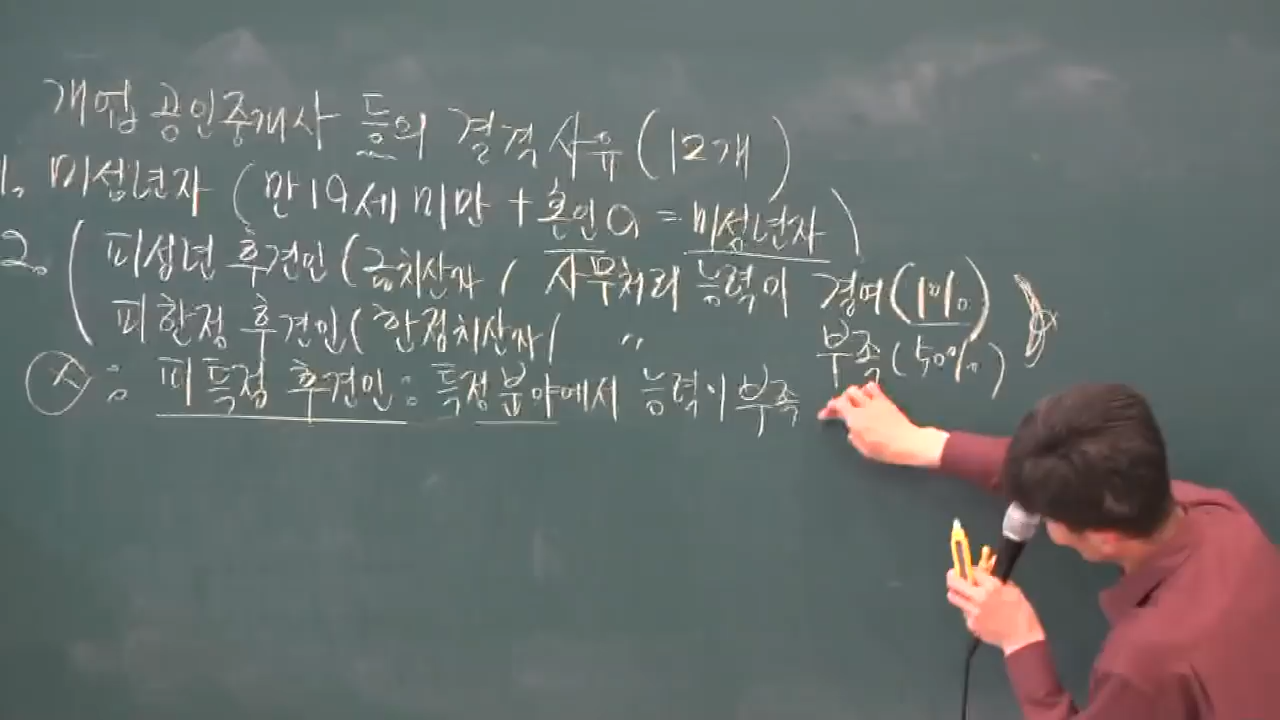 개업 공인중개사 등의 결격사유 (12개)
1. 미성년자 (만19세 미만 + 혼인 O = 미성년자)
2. ( 피성년 후견인 (금치산자 / 사무처리 능력이 결여 (1%)
피한정 후견인 (한정치산자 / 〃 부족 (50%)
X : 피특정 후견인 : 특정분야에서 능력이 부족